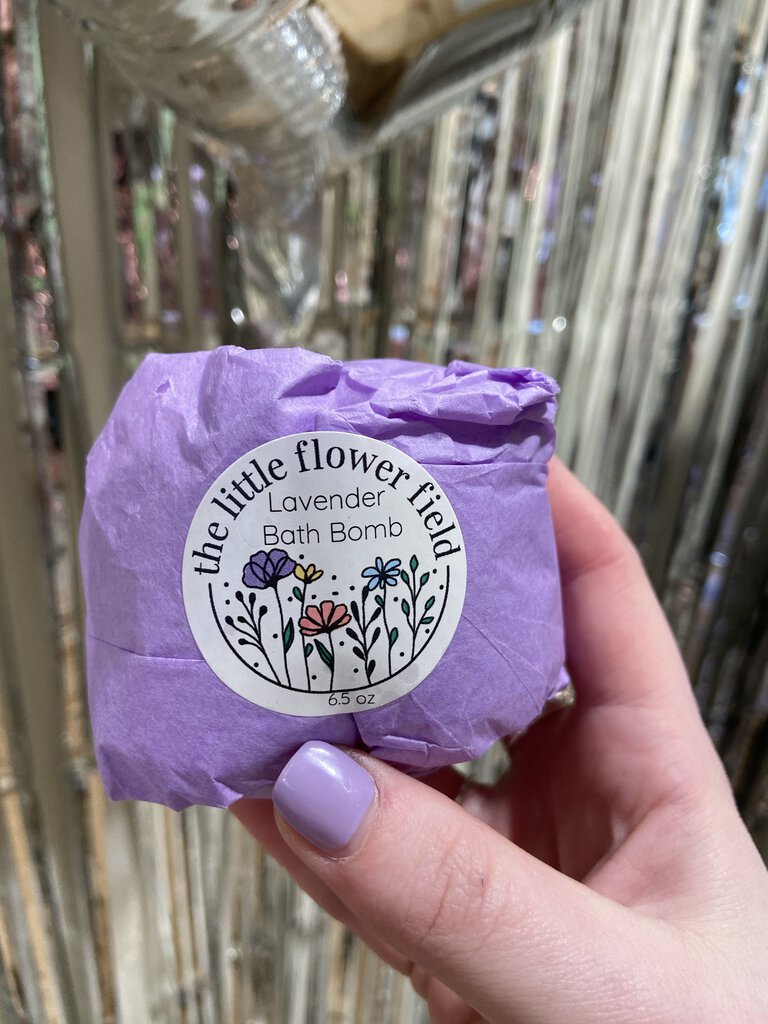 the little flower field.
Lavender
Bath Bomb
6.5 oz